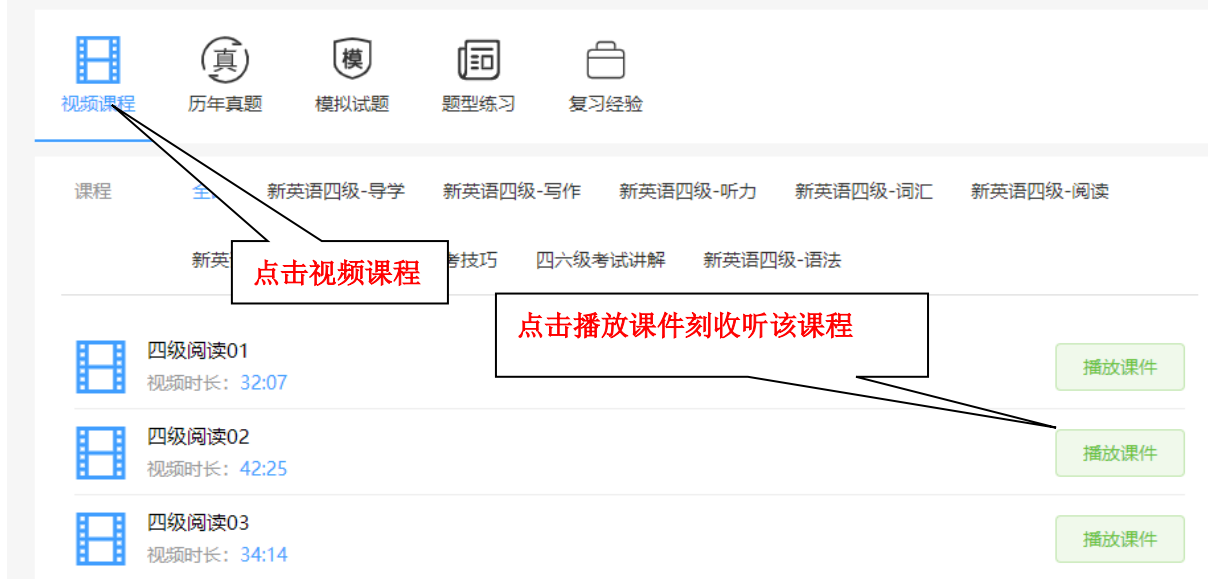 真
模
视频课程 历年真题 模拟试题 题型练习 复习经验
课程 全 新英语四级-导学 新英语四级-写作 新英语四级-听力 新英语四级-词汇 新英语四级-阅读
新英 考技巧 四六级考试讲解 新英语四级-语法
点击视频课程
点击播放课件刻收听该课程
四级阅读01
视频时长：32:07
播放课件
四级阅读02
视频时长：42:25
播放课件
四级阅读03
视频时长：34:14
播放课件